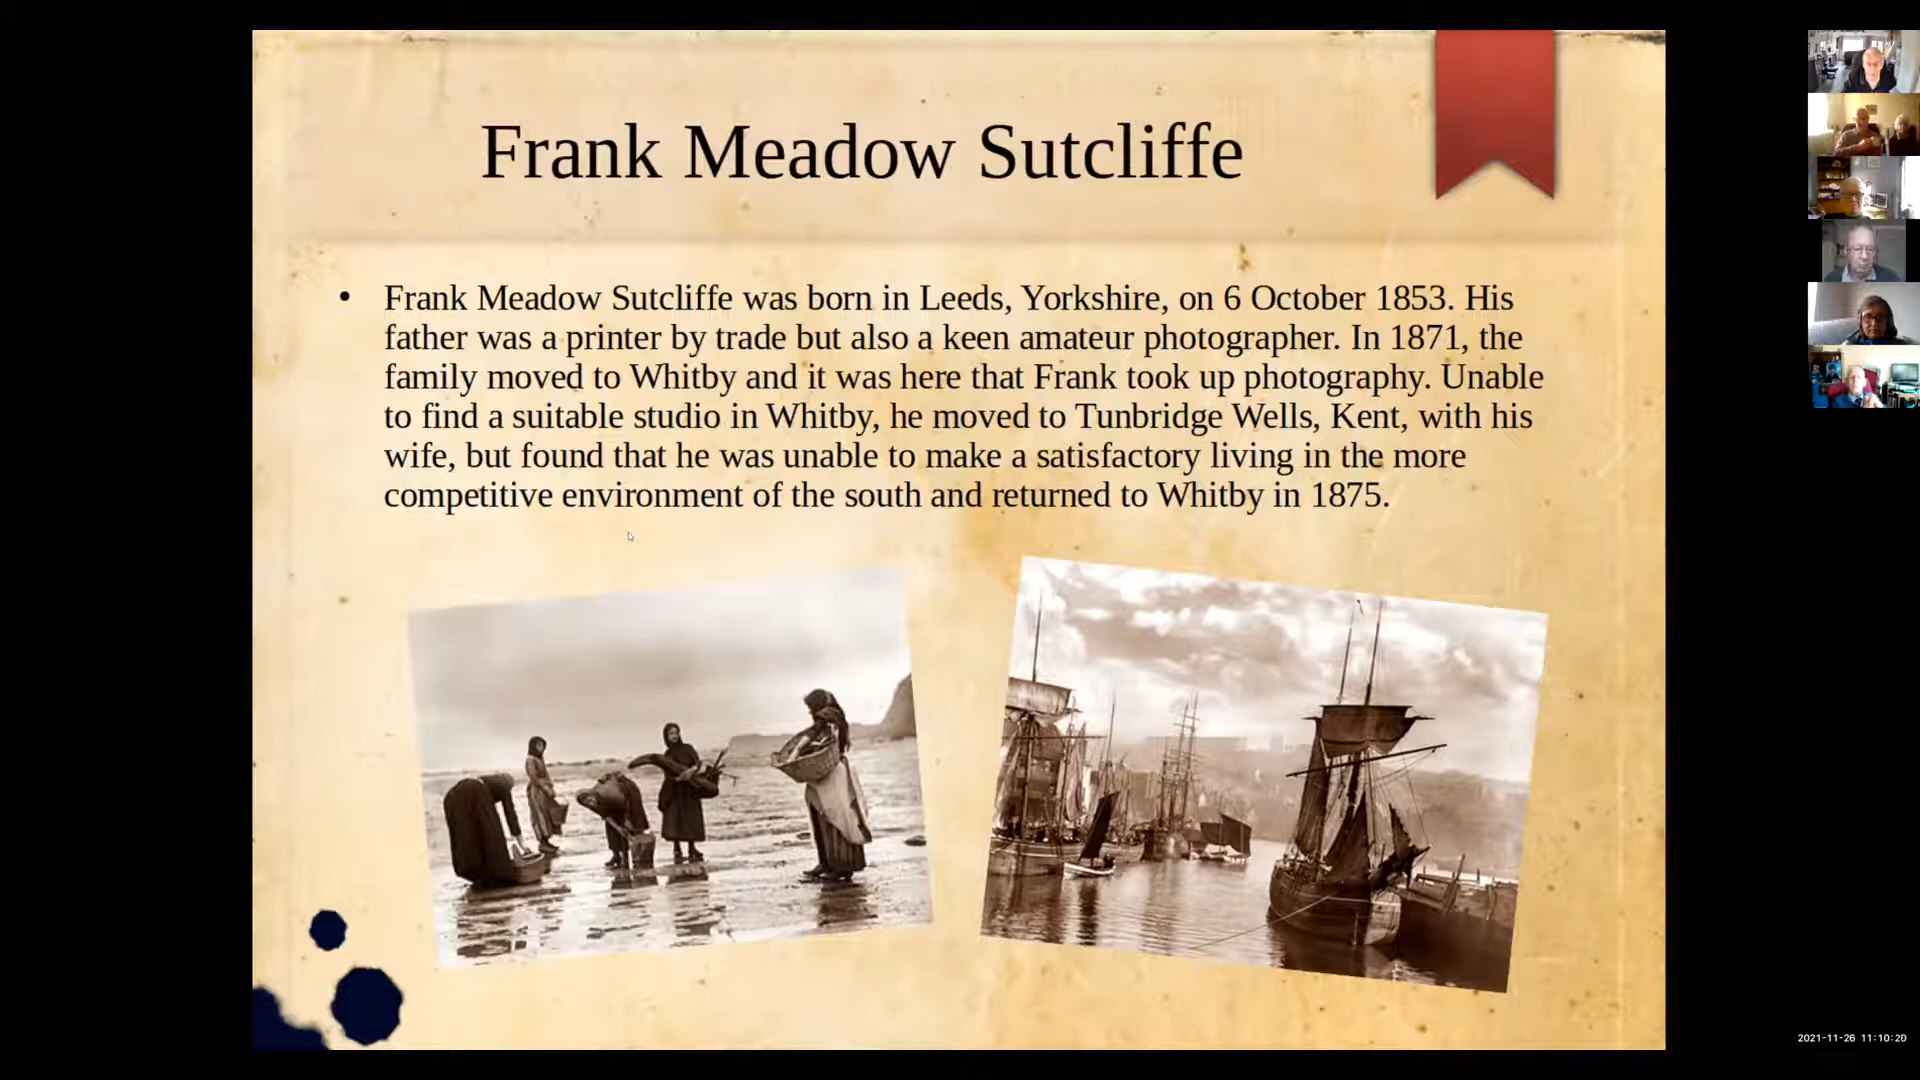 Frank Meadow Sutcliffe
• Frank Meadow Sutcliffe was born in Leeds, Yorkshire, on 6 October 1853. His
father was a printer by trade but also a keen amateur photographer. In 1871, the
family moved to Whitby and it was here that Frank took up photography. Unable
to find a suitable studio in Whitby, he moved to Tunbridge Wells, Kent, with his
wife, but found that he was unable to make a satisfactory living in the more
competitive environment of the south and returned to Whitby in 1875.
2021-11-26 11:10:20